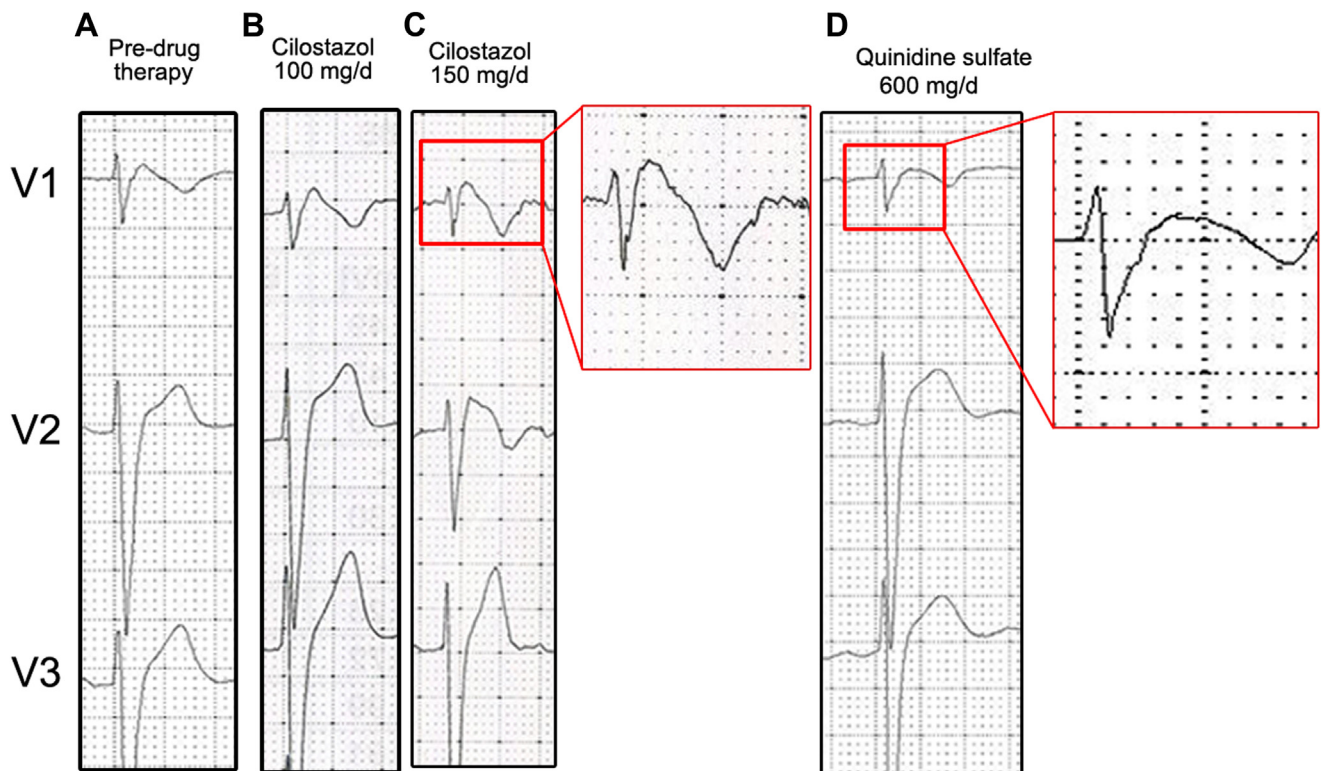 A
Pre-drug
therapy
B
Cilostazol
100 mg/d
C
Cilostazol
150 mg/d
D
Quinidine sulfate
600 mg/d
V1
V2
V3